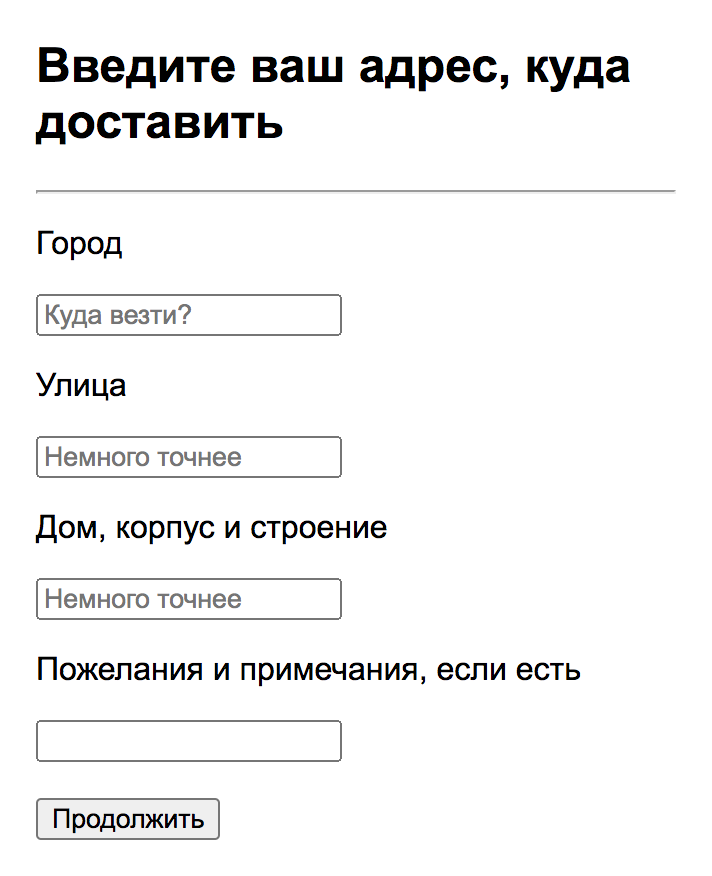 Введите ваш адрес, куда
доставить
Город
Куда везти?
Улица
Немного точнее
Дом, корпус и строение
Немного точнее
Пожелания и примечания, если есть
Продолжить